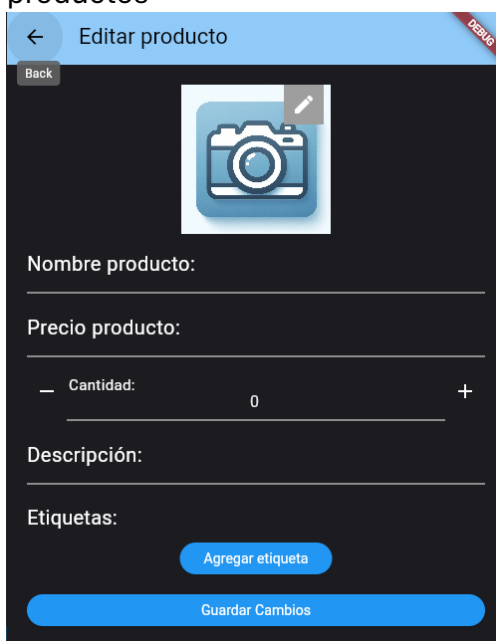 productos
Editar producto
DEBUG
Back
Nombre producto:
Precio producto:
Cantidad:
0
Descripción:
Etiquetas:
Agregar etiqueta
Guardar Cambios